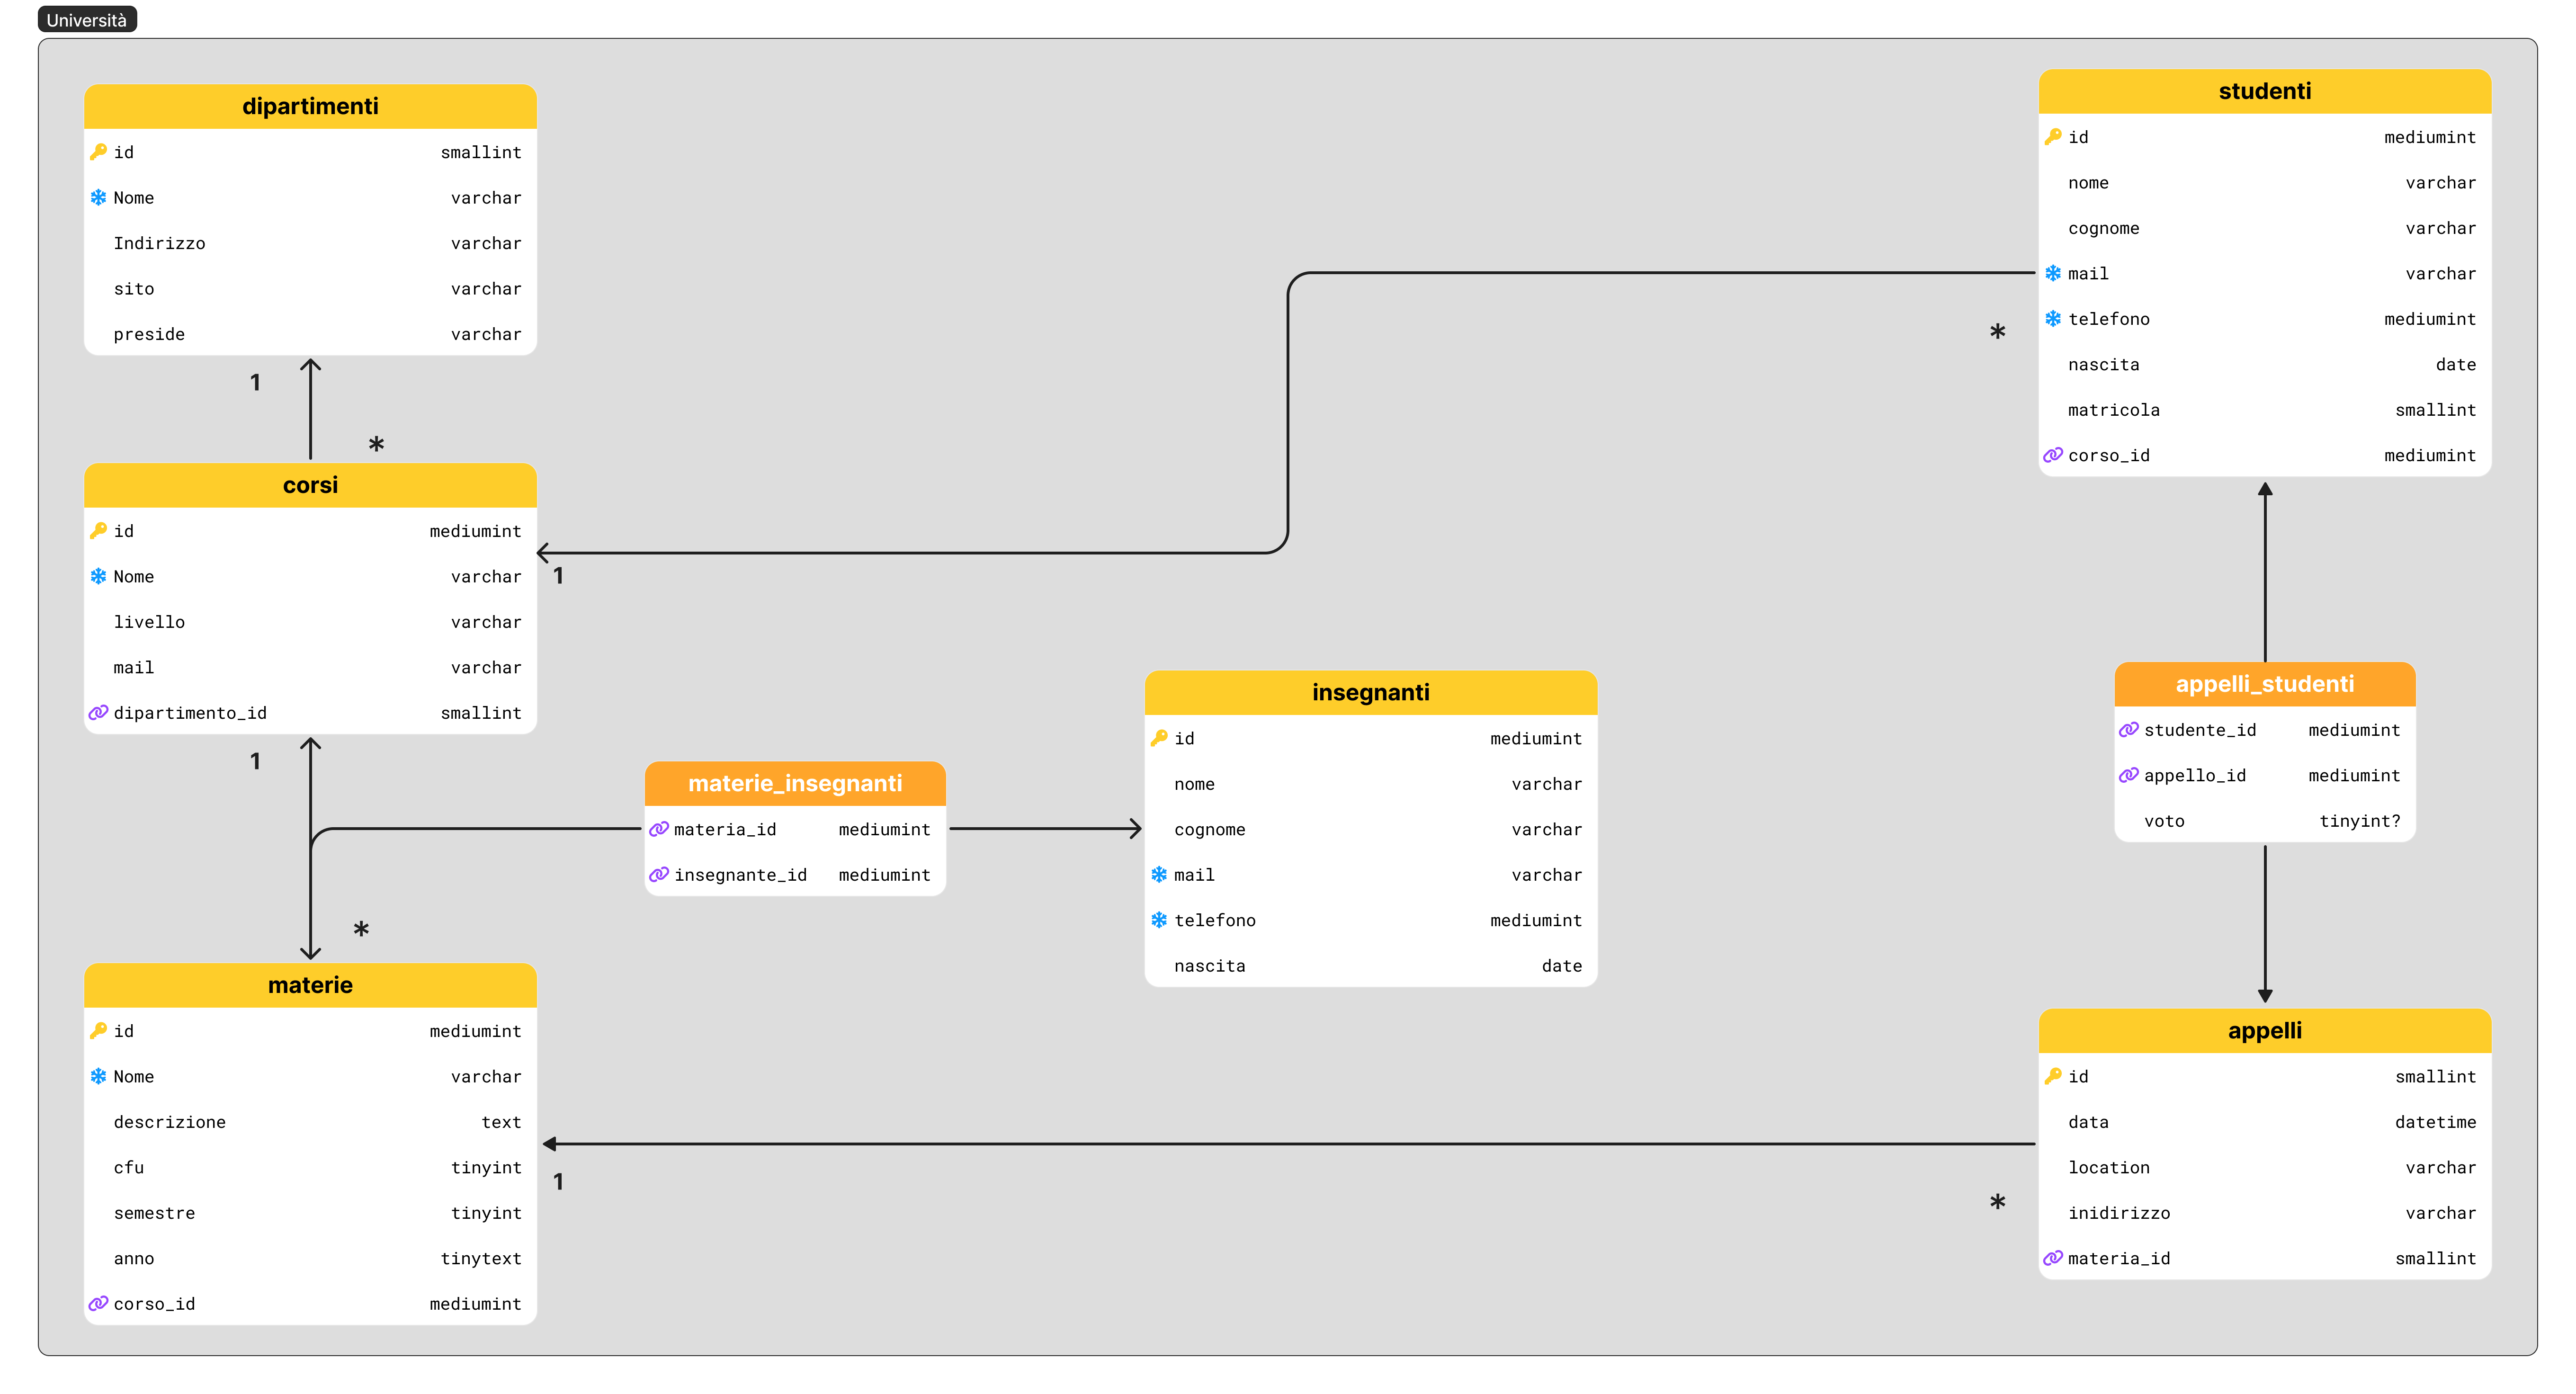 Università
dipartimenti
id smallint
Nome varchar
Indirizzo varchar
sito varchar
preside varchar
1
*
corsi
id mediumint
Nome varchar
livello varchar
mail varchar
dipartimento_id smallint
1
1
*
materie
id mediumint
Nome varchar
descrizione text
cfu tinyint
semestre tinyint
anno tinytext
corso_id mediumint
1
materie_insegnanti
materia_id mediumint
insegnante_id mediumint
insegnanti
id mediumint
nome varchar
cognome varchar
mail varchar
telefono mediumint
nascita date
studenti
id mediumint
nome varchar
cognome varchar
mail varchar
telefono mediumint
nascita date
matricola smallint
corso_id mediumint
*
appelli_studenti
studente_id mediumint
appello_id mediumint
voto tinyint?
appelli
id smallint
data datetime
location varchar
inidirizzo varchar
materia_id smallint
*